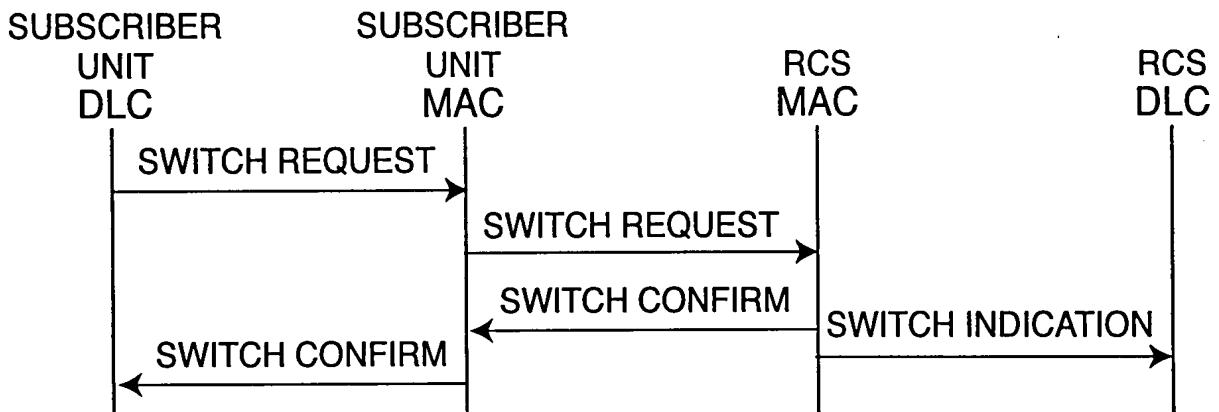 SUBSCRIBER
UNIT
DLC
SUBSCRIBER
UNIT
MAC
RCS
MAC
RCS
DLC
SWITCH REQUEST
SWITCH REQUEST
SWITCH CONFIRM
SWITCH INDICATION
SWITCH CONFIRM